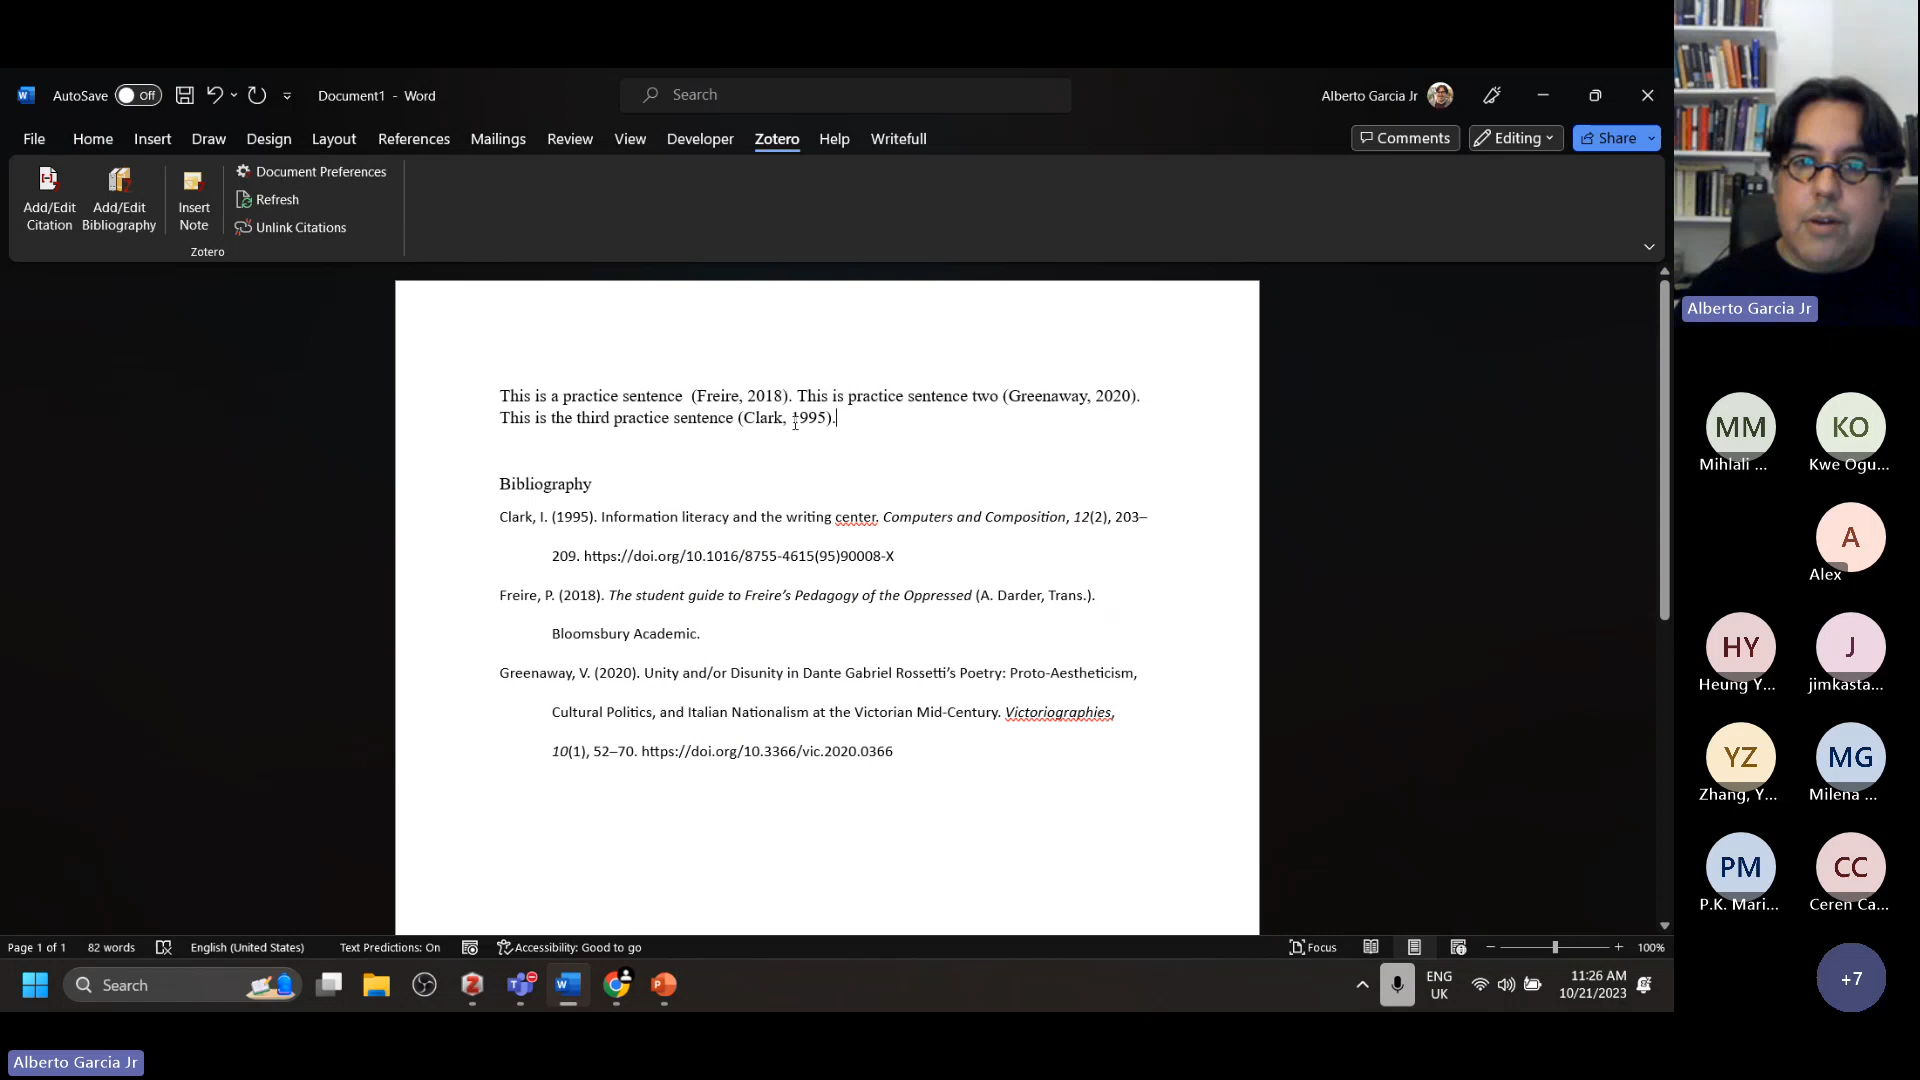 AutoSave Off Document1 - Word Search Alberto Garcia Jr
File Home Insert Draw Design Layout References Mailings Review View Developer Zotero Help Writefull Comments Editing Share
Add/Edit Citation
Add/Edit Bibliography
Insert Note
Document Preferences
Refresh
Unlink Citations
Zotero
This is a practice sentence  (Freire, 2018). This is practice sentence two (Greenaway, 2020).
This is the third practice sentence (Clark, 1995).
Bibliography
Clark, I. (1995). Information literacy and the writing center. Computers and Composition, 12(2), 203–
209. https://doi.org/10.1016/8755-4615(95)90008-X
Freire, P. (2018). The student guide to Freire’s Pedagogy of the Oppressed (A. Darder, Trans.).
Bloomsbury Academic.
Greenaway, V. (2020). Unity and/or Disunity in Dante Gabriel Rossetti’s Poetry: Proto-Aestheticism,
Cultural Politics, and Italian Nationalism at the Victorian Mid-Century. Victoriographies,
10(1), 52–70. https://doi.org/10.3366/vic.2020.0366
Page 1 of 1 82 words English (United States) Text Predictions: On Accessibility: Good to go Focus 100%
Search
ENG
UK
11:26 AM
10/21/2023
Alberto Garcia Jr
Alberto Garcia Jr
MM KO
Mihlali ... Kwe Ogu...
A
Alex
HY J
Heung Y... jimkasta...
YZ MG
Zhang, Y... Milena ...
PM CC
P.K. Mari... Ceren Ca...
+7